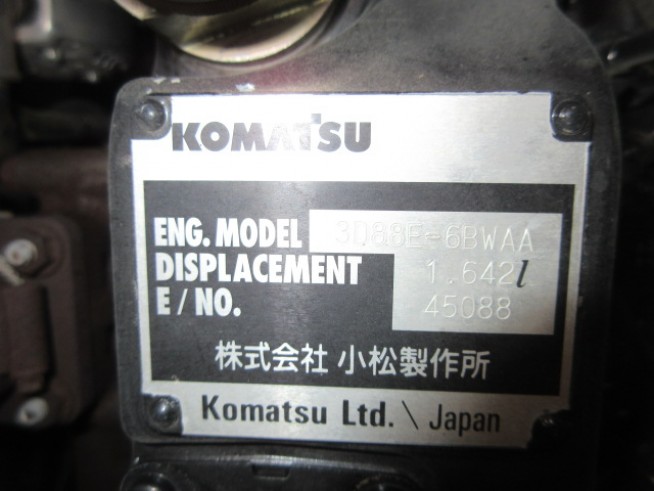 KOMATSU
ENG. MODEL 3D88E-6BWAA
DISPLACEMENT 1.642l
E / NO. 45088
株式会社 小松製作所
Komatsu Ltd. \ Japan